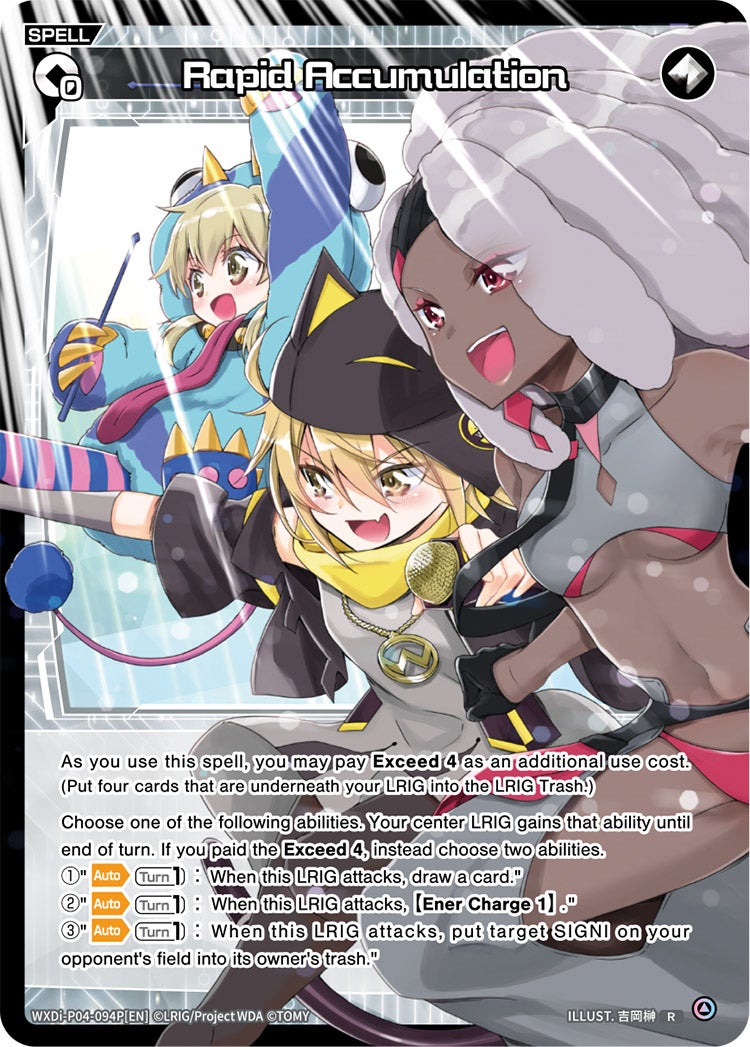 SPELL
0
Rapid Accumulation
As you use this spell, you may pay Exceed 4 as an additional use cost.
(Put four cards that are underneath your LRIG into the LRIG Trash.)
Choose one of the following abilities. Your center LRIG gains that ability until
end of turn. If you paid the Exceed 4, instead choose two abilities.
①" Auto Turn 1 : When this LRIG attacks, draw a card."
②" Auto Turn 1 : When this LRIG attacks, 【Ener Charge 1】."
③" Auto Turn 1 : When this LRIG attacks, put target SIGNI on your
opponent's field into its owner's trash."
WXDi-P04-094P[EN] ©LRIG/Project WDA ©TOMY
ILLUST. 吉岡榊 R